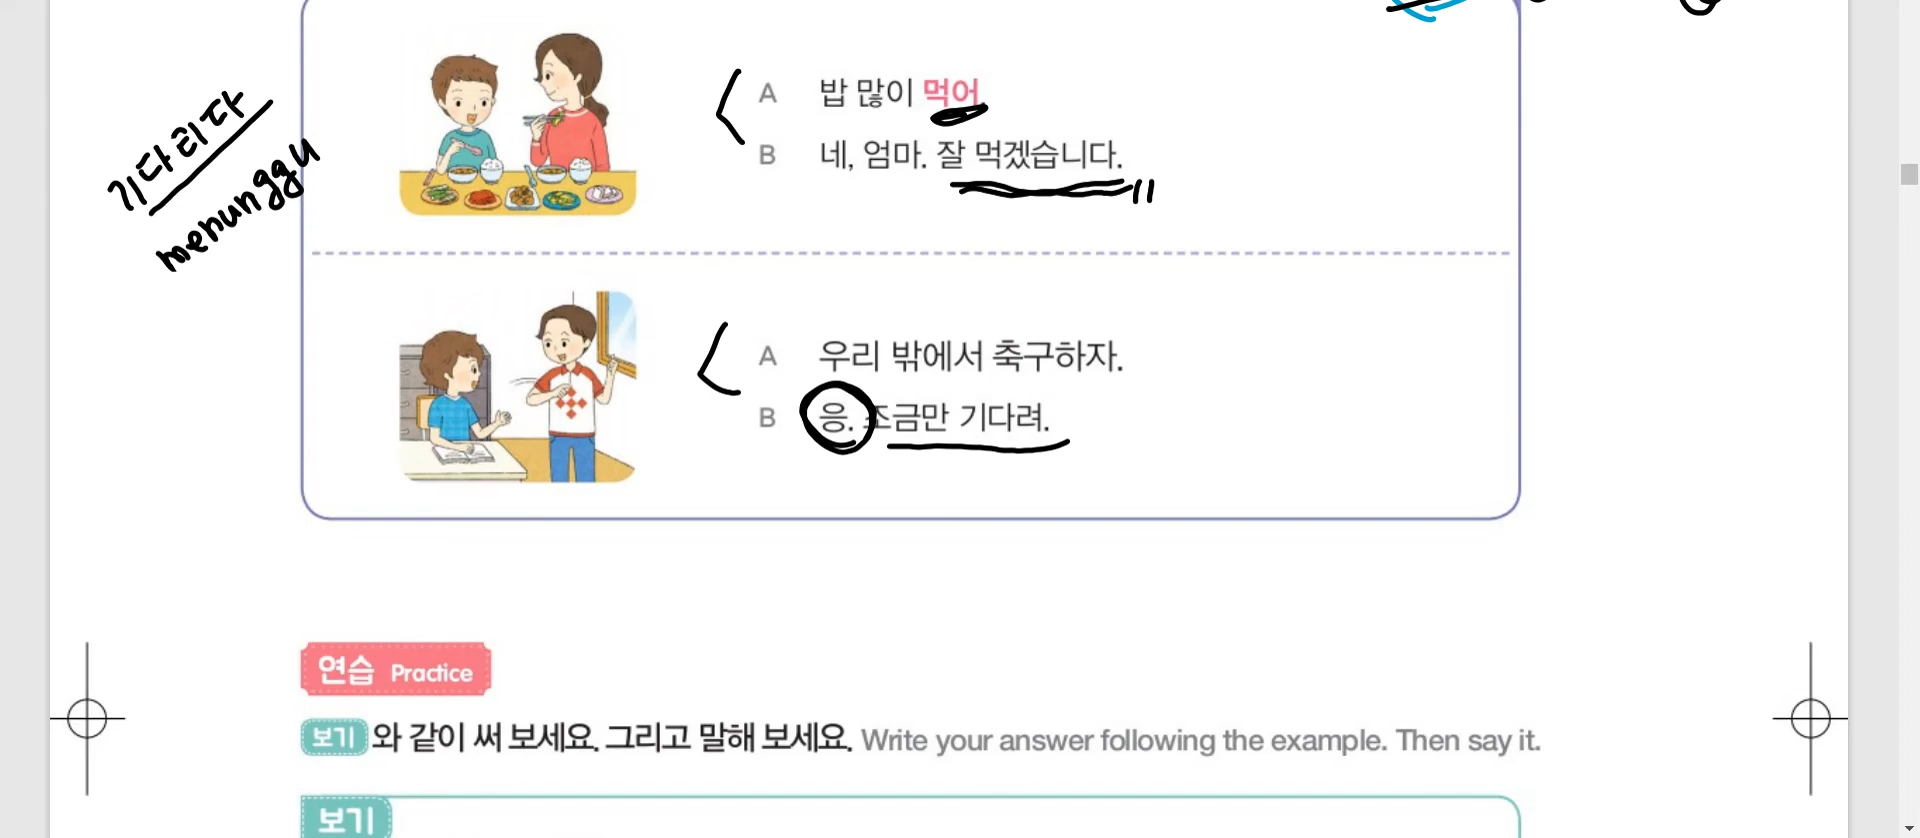 A 밥 많이 먹어
B 네, 엄마. 잘 먹겠습니다.
기다리다
menunggu
A 우리 밖에서 축구하자.
B 응. 조금만 기다려.
연습 Practice
보기 와 같이 써 보세요. 그리고 말해 보세요. Write your answer following the example. Then say it.
보기